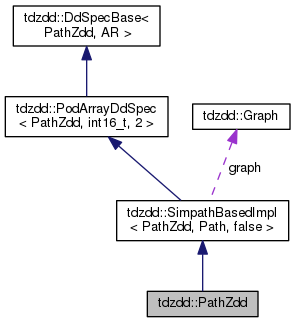 tdzdd::DdSpecBase<
PathZdd, AR >
tdzdd::PodArrayDdSpec
< PathZdd, int16_t, 2 >
tdzdd::Graph
graph
tdzdd::SimpathBasedImpl
< PathZdd, Path, false >
tdzdd::PathZdd